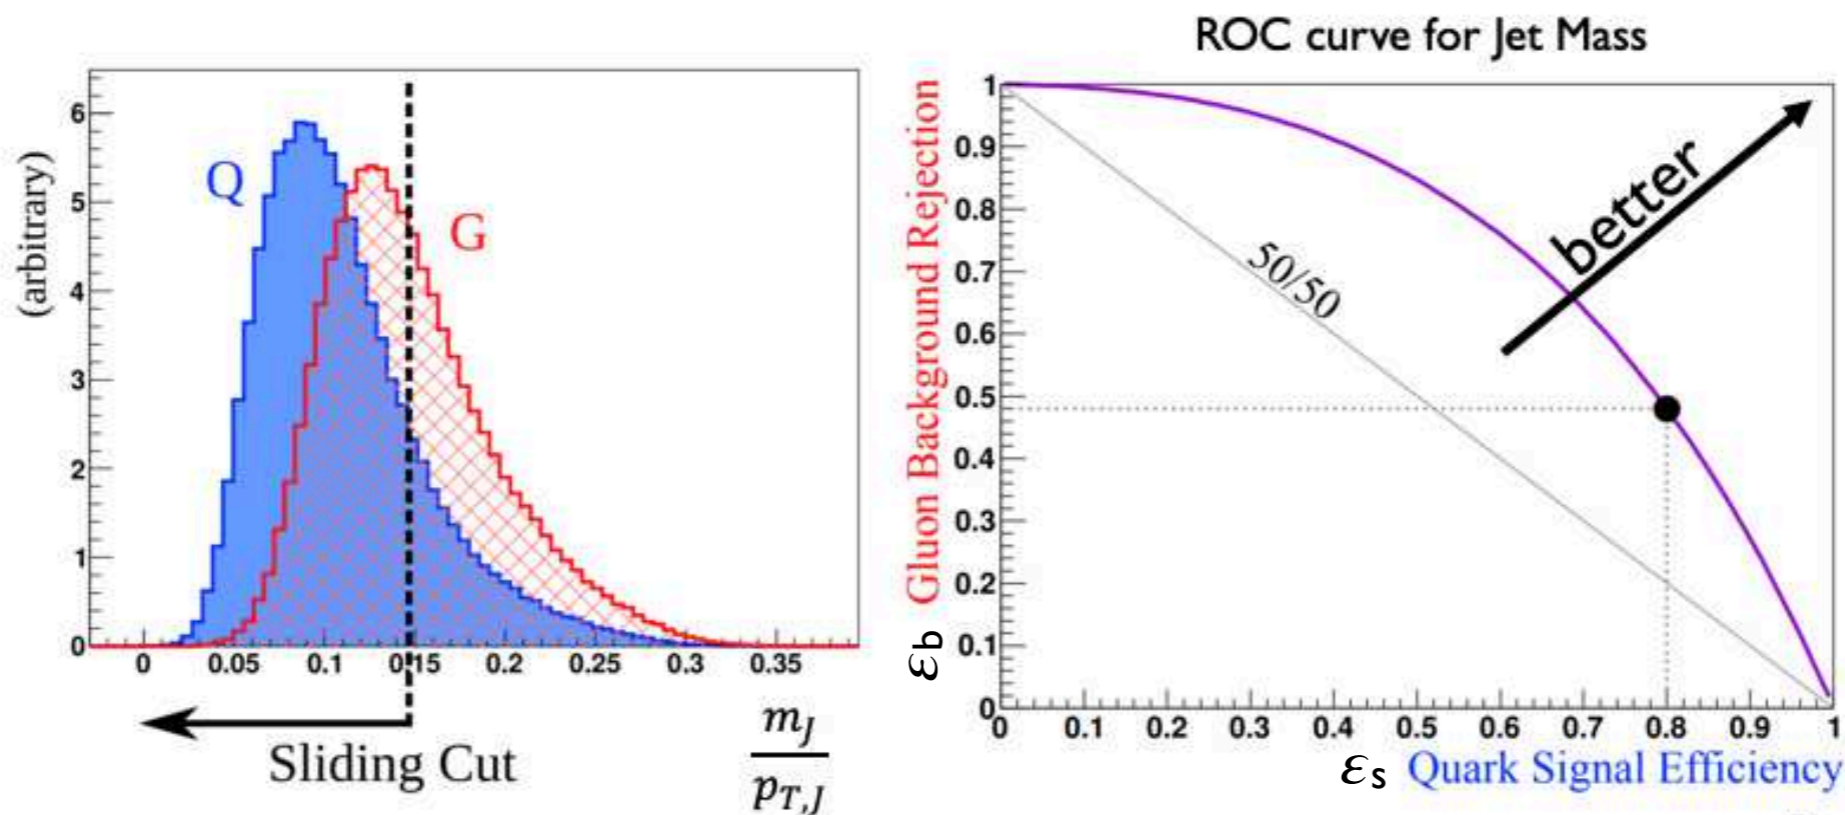 ROC curve for Jet Mass
(arbitrary)
6
5
4
3
2
1
0
Q
G
0 0.05 0.1 0.15 0.2 0.25 0.3 0.35
Sliding Cut
m_J
p_{T,J}
εb Gluon Background Rejection
1
0.9
0.8
0.7
0.6
0.5
0.4
0.3
0.2
0.1
0
50/50
better
0 0.1 0.2 0.3 0.4 0.5 0.6 0.7 0.8 0.9 1
εs Quark Signal Efficiency